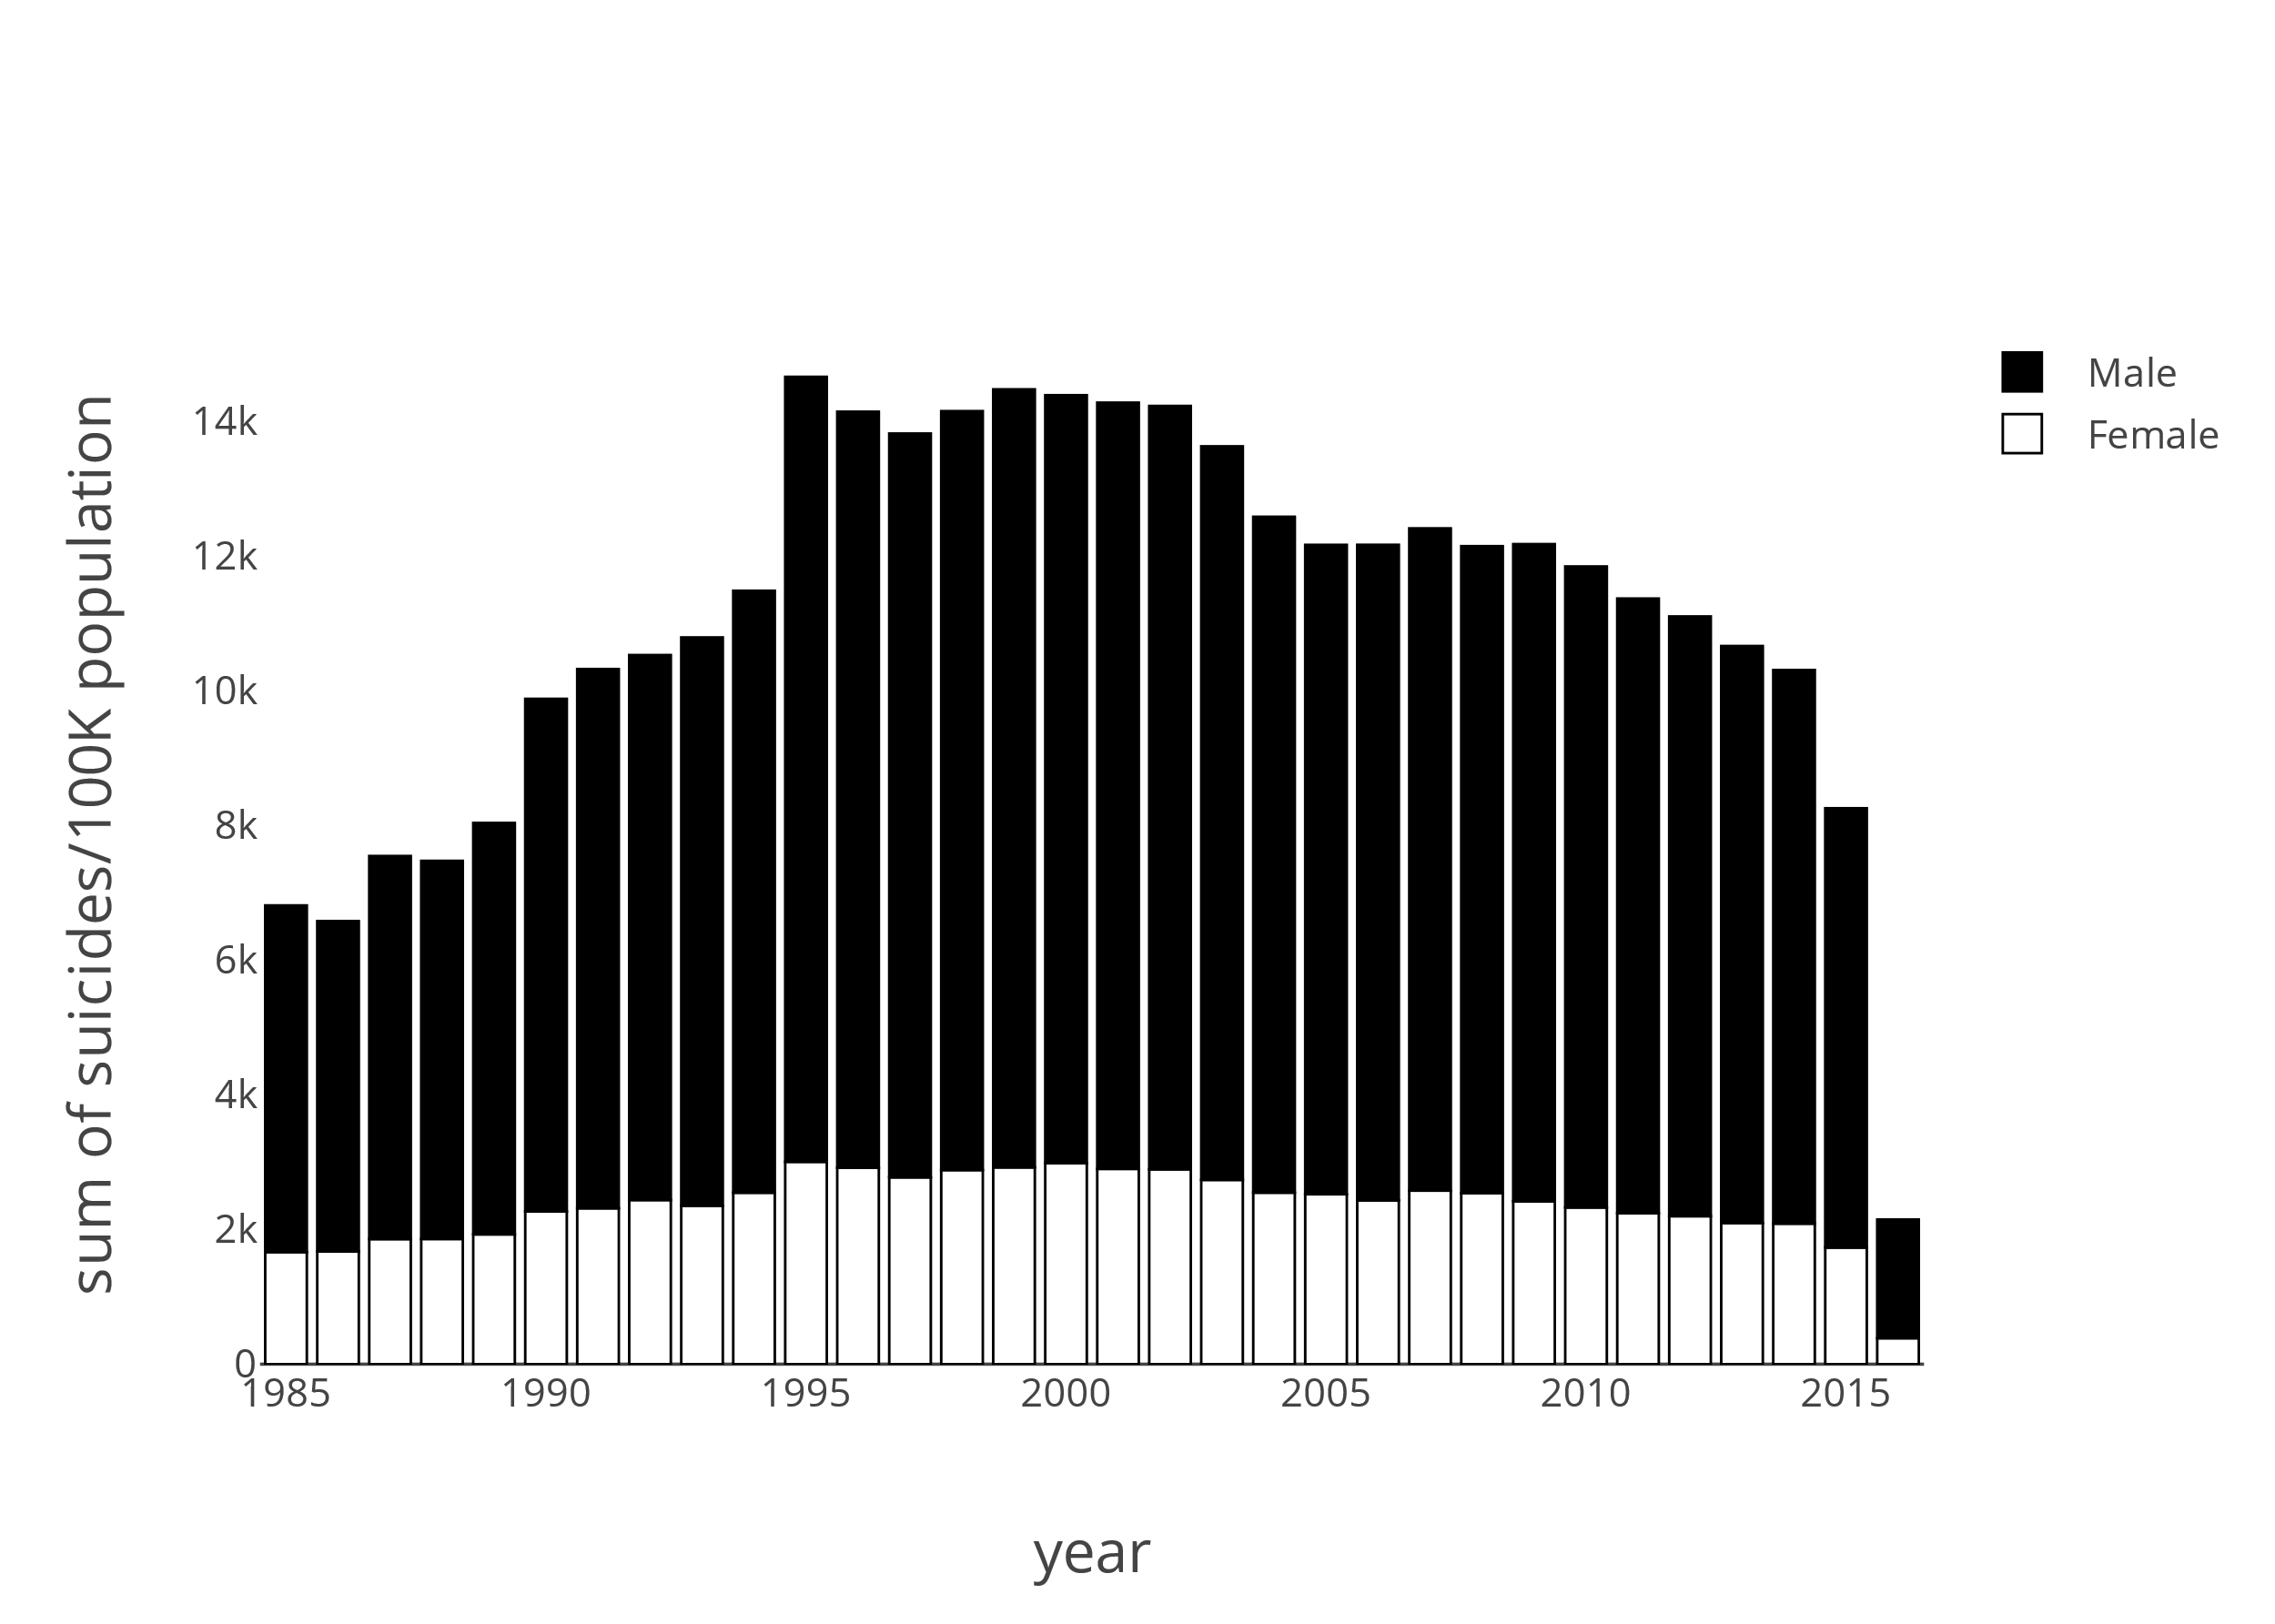 Male
Female
sum of suicides/100K population
14k
12k
10k
8k
6k
4k
2k
0
1985
1990
1995
2000
2005
2010
2015
year